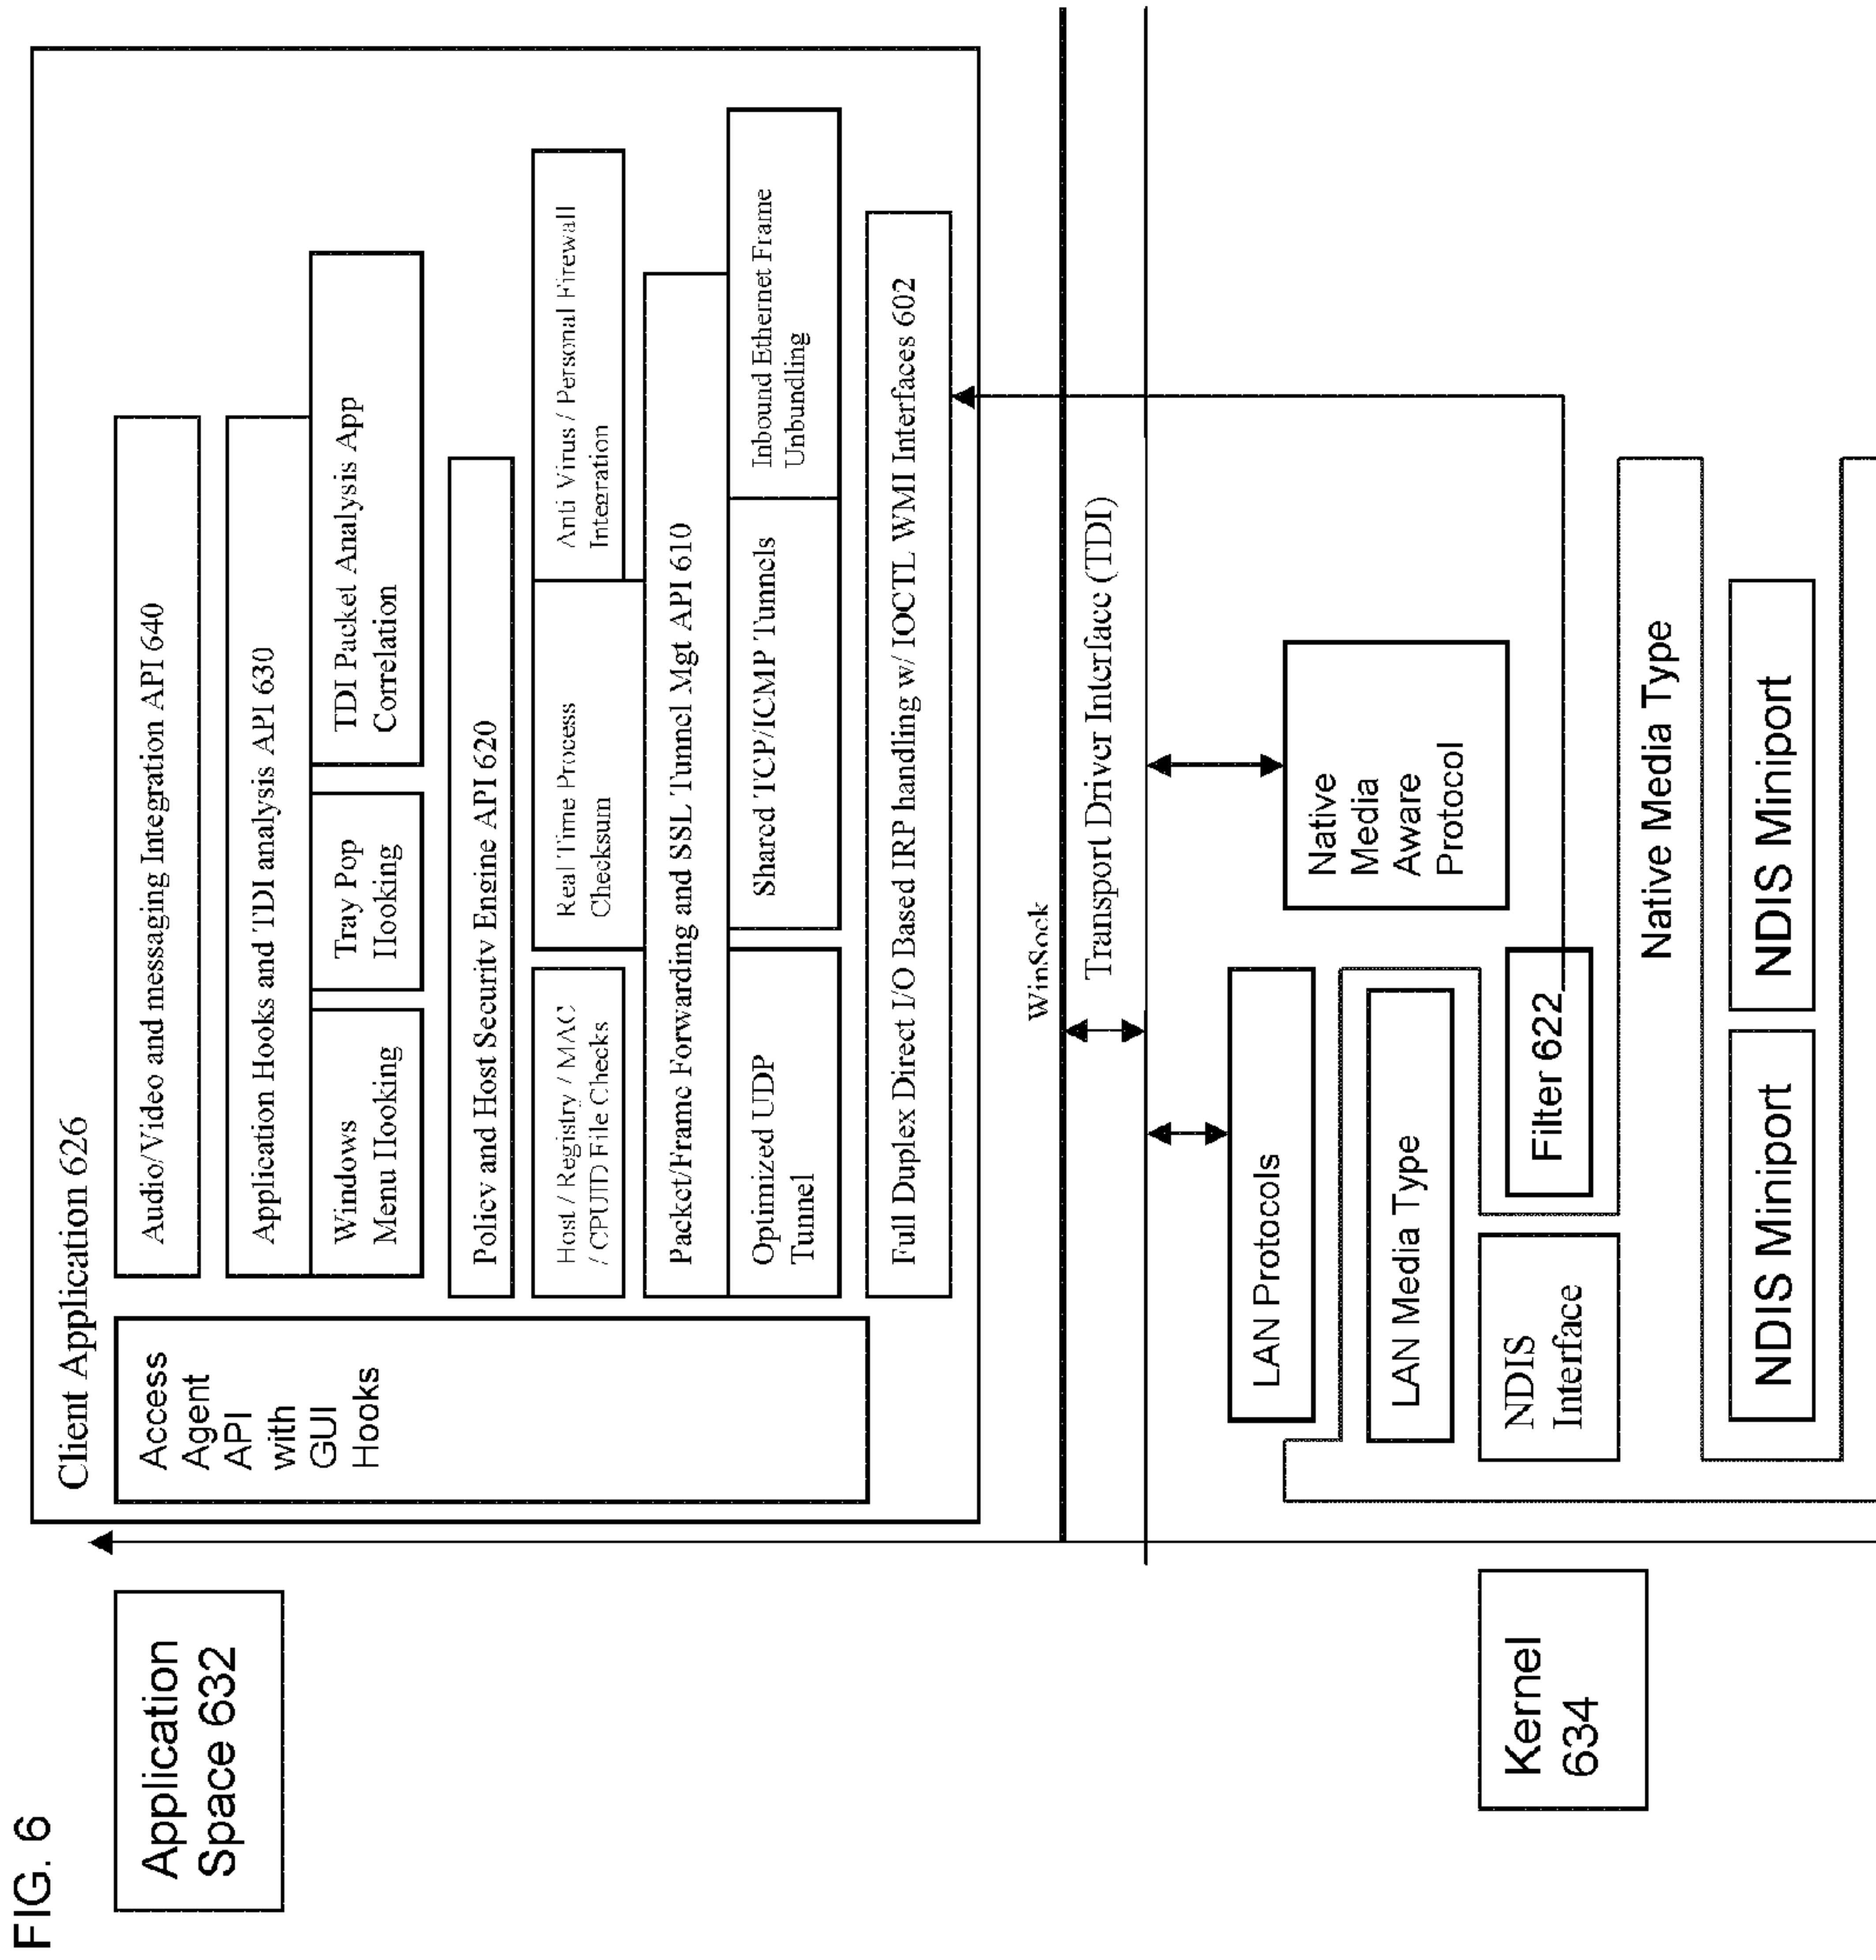 FIG. 6
Application
Space 632
Client Application 626
Access
Agent
API
with
GUI
Hooks
Audio/Video and messaging Integration API 640
Application Hooks and TDI analysis API 630
Windows
Menu Hooking
Tray Pop
Hooking
TDI Packet Analysis App
Correlation
Policy and Host Security Engine API 620
Host / Registry / MAC
/ CPUID File Checks
Real Time Process
Checksum
Anti Virus / Personal Firewall
Integration
Packet/Frame Forwarding and SSL Tunnel Mgt API 610
Optimized UDP
Tunnel
Shared TCP/ICMP Tunnels
Inbound Ethernet Frame
Unbundling
Full Duplex Direct I/O Based IRP handling w/ IOCTL WMI Interfaces 602
WinSock
Transport Driver Interface (TDI)
LAN Protocols
Native
Media
Aware
Protocol
LAN Media Type
Kernel
634
NDIS
Interface
Filter 622
Native Media Type
NDIS Miniport
NDIS Miniport